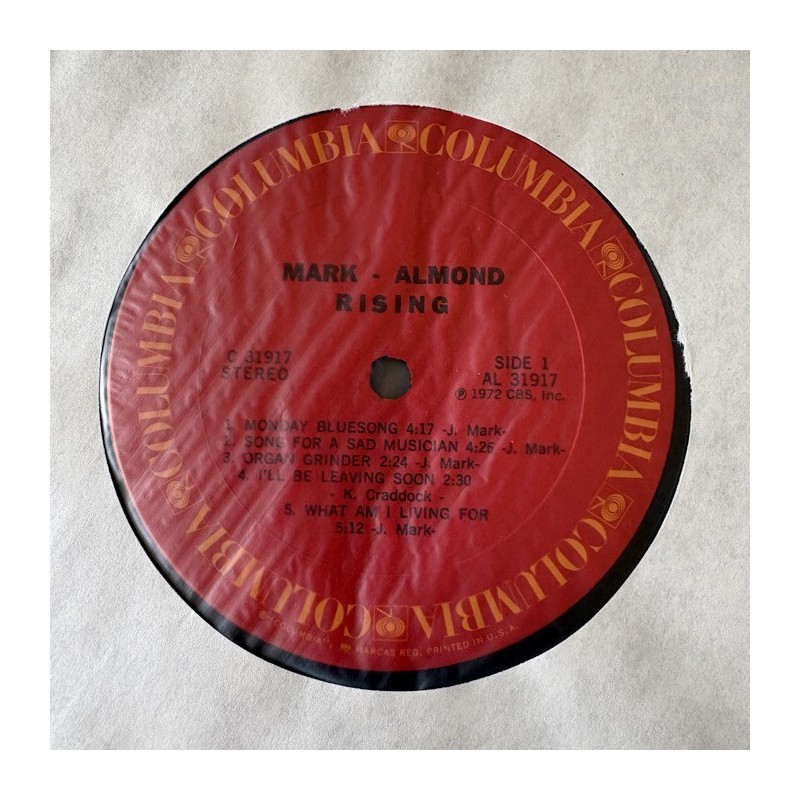 COLUMBIA COLUMBIA COLUMBIA COLUMBIA COLUMBIA COLUMBIA
MARK - ALMOND
RISING
C 31917
STEREO
SIDE 1
AL 31917
℗ 1972 CBS, Inc.
1. MONDAY BLUESONG 4:17 -J. Mark-
2. SONG FOR A SAD MUSICIAN 4:26 -J. Mark-
3. ORGAN GRINDER 2:24 -J. Mark-
4. I'LL BE LEAVING SOON 2:30
- K. Craddock -
5. WHAT AM I LIVING FOR
5:12 -J. Mark-
® "COLUMBIA", MARCAS REG. PRINTED IN U.S.A.